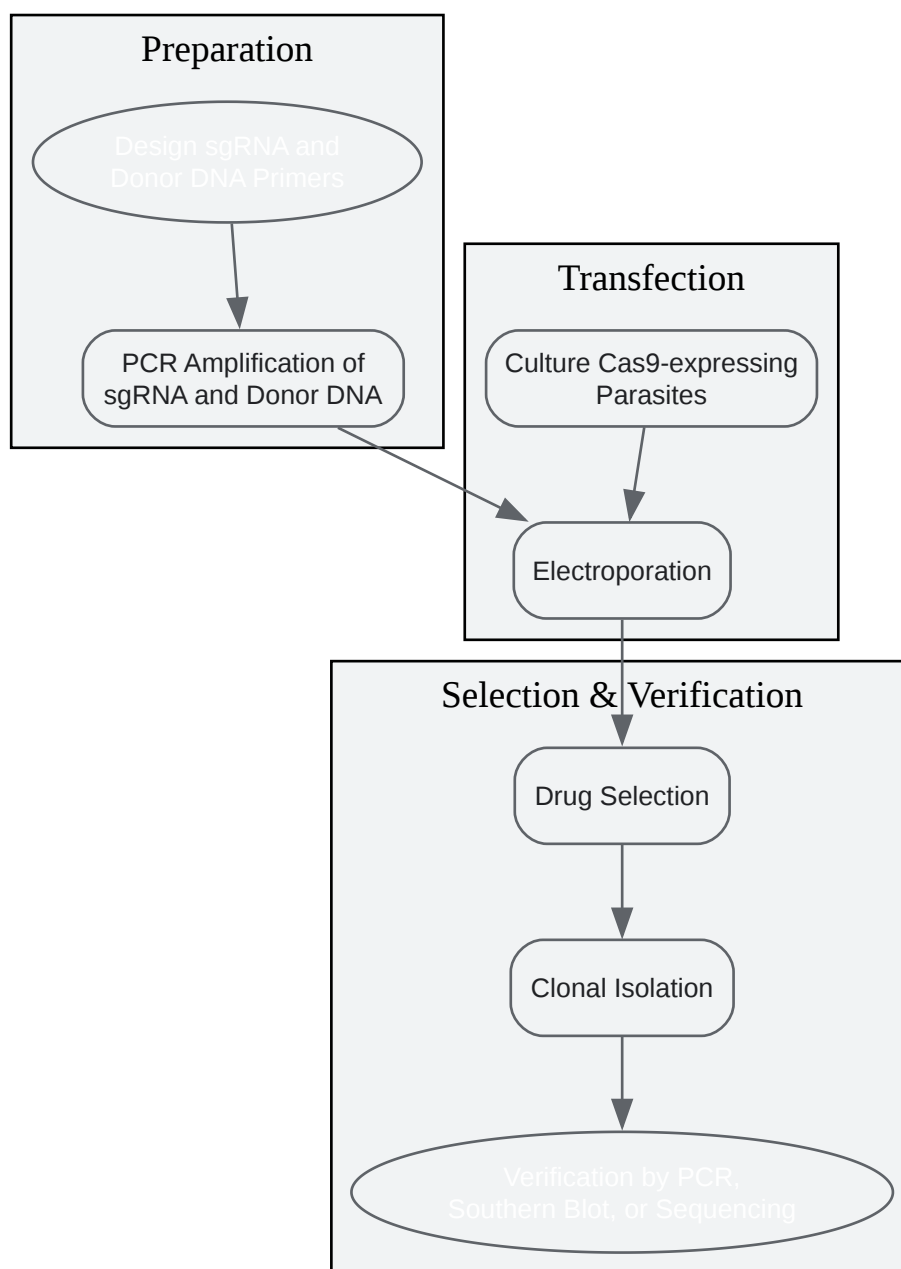 Preparation
Design sgRNA and
Donor DNA Primers
PCR Amplification of
sgRNA and Donor DNA
Transfection
Culture Cas9-expressing
Parasites
Electroporation
Selection & Verification
Drug Selection
Clonal Isolation
Verification by PCR,
Southern Blot, or Sequencing